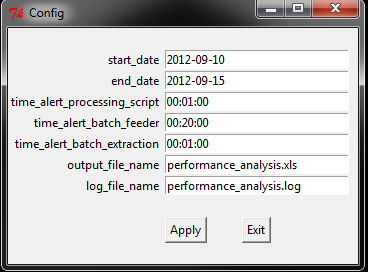 Config
start_date 2012-09-10
end_date 2012-09-15
time_alert_processing_script 00:01:00
time_alert_batch_feeder 00:20:00
time_alert_batch_extraction 00:01:00
output_file_name performance_analysis.xls
log_file_name performance_analysis.log
Apply Exit